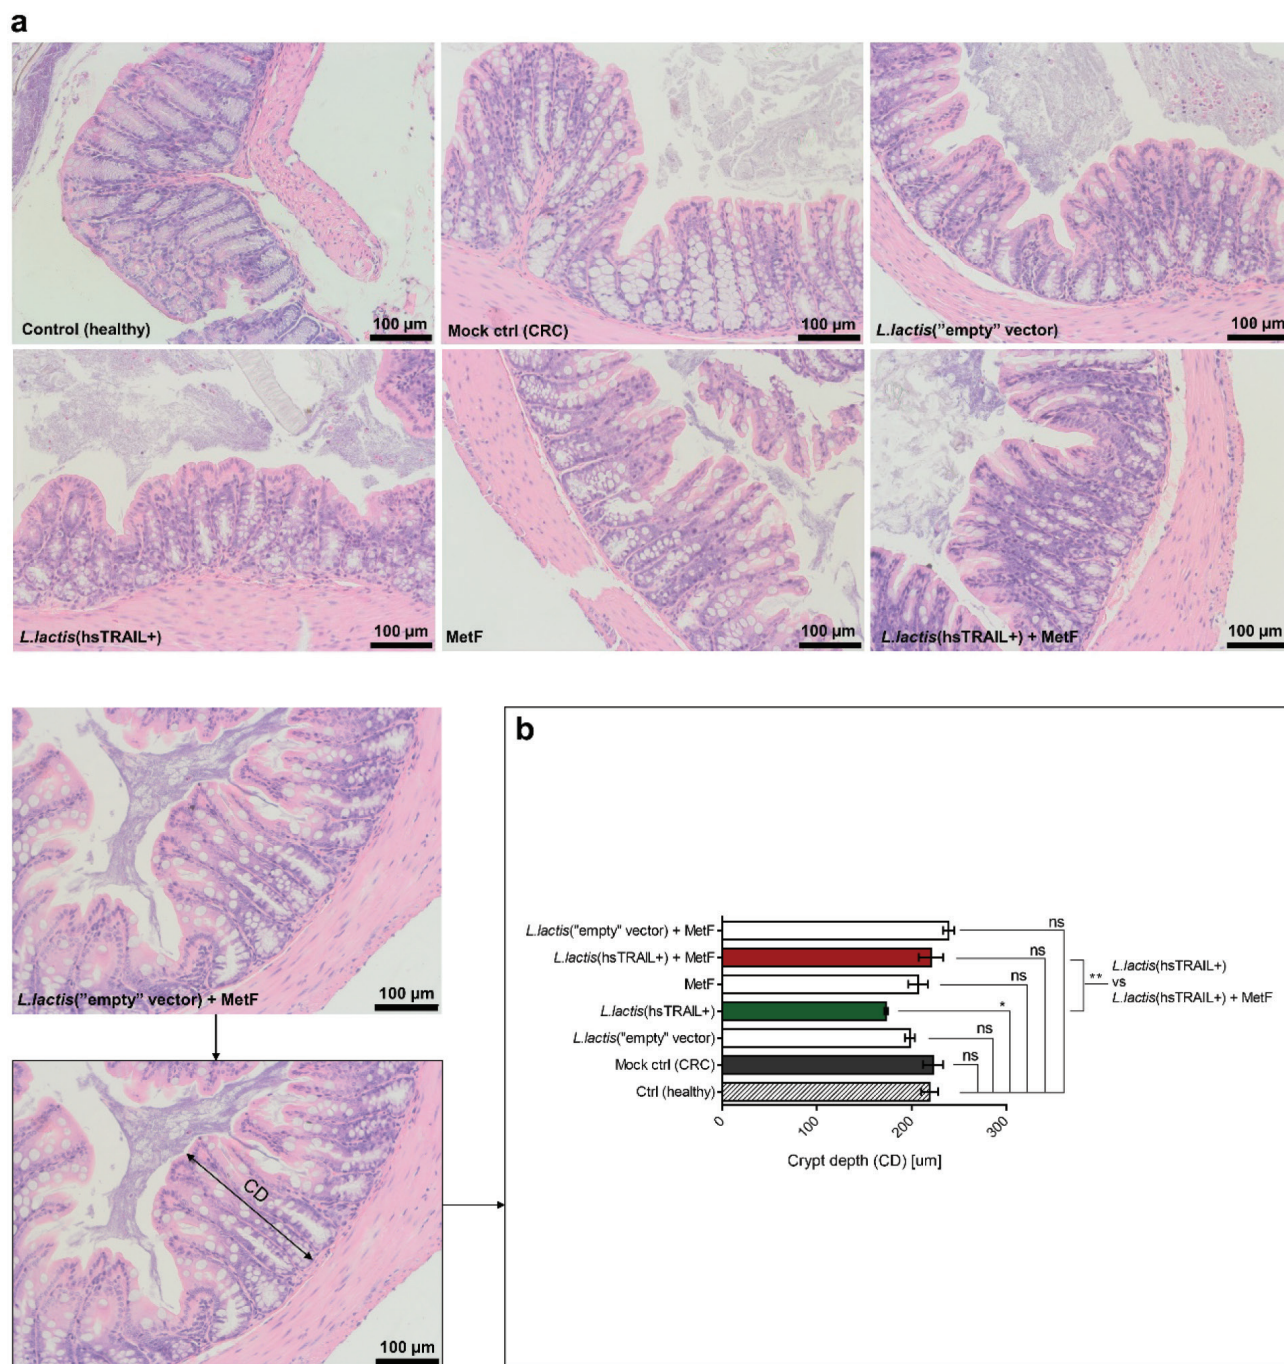 a
Control (healthy)
100 µm
Mock ctrl (CRC)
100 µm
L.lactis("empty" vector)
100 µm
L.lactis(hsTRAIL+)
100 µm
MetF
100 µm
L.lactis(hsTRAIL+) + MetF
100 µm
L.lactis("empty" vector) + MetF
100 µm
CD
100 µm
b
L.lactis("empty" vector) + MetF
L.lactis(hsTRAIL+) + MetF
MetF
L.lactis(hsTRAIL+)
L.lactis("empty" vector)
Mock ctrl (CRC)
Ctrl (healthy)
ns
ns
ns
*
ns
ns
**
L.lactis(hsTRAIL+)
vs
L.lactis(hsTRAIL+) + MetF
0
100
200
300
Crypt depth (CD) [um]